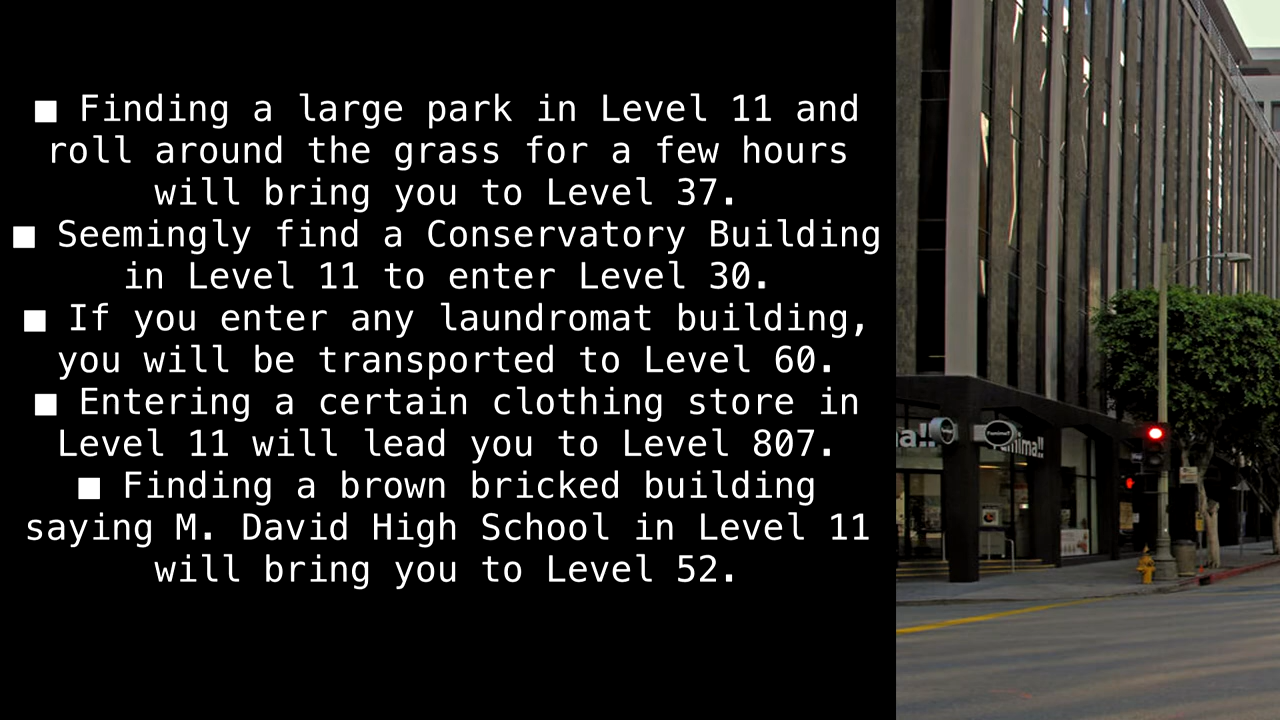 ■ Finding a large park in Level 11 and
roll around the grass for a few hours
will bring you to Level 37.
■ Seemingly find a Conservatory Building
in Level 11 to enter Level 30.
■ If you enter any laundromat building,
you will be transported to Level 60.
■ Entering a certain clothing store in
Level 11 will lead you to Level 807.
■ Finding a brown bricked building
saying M. David High School in Level 11
will bring you to Level 52.
a!!
Famima!!